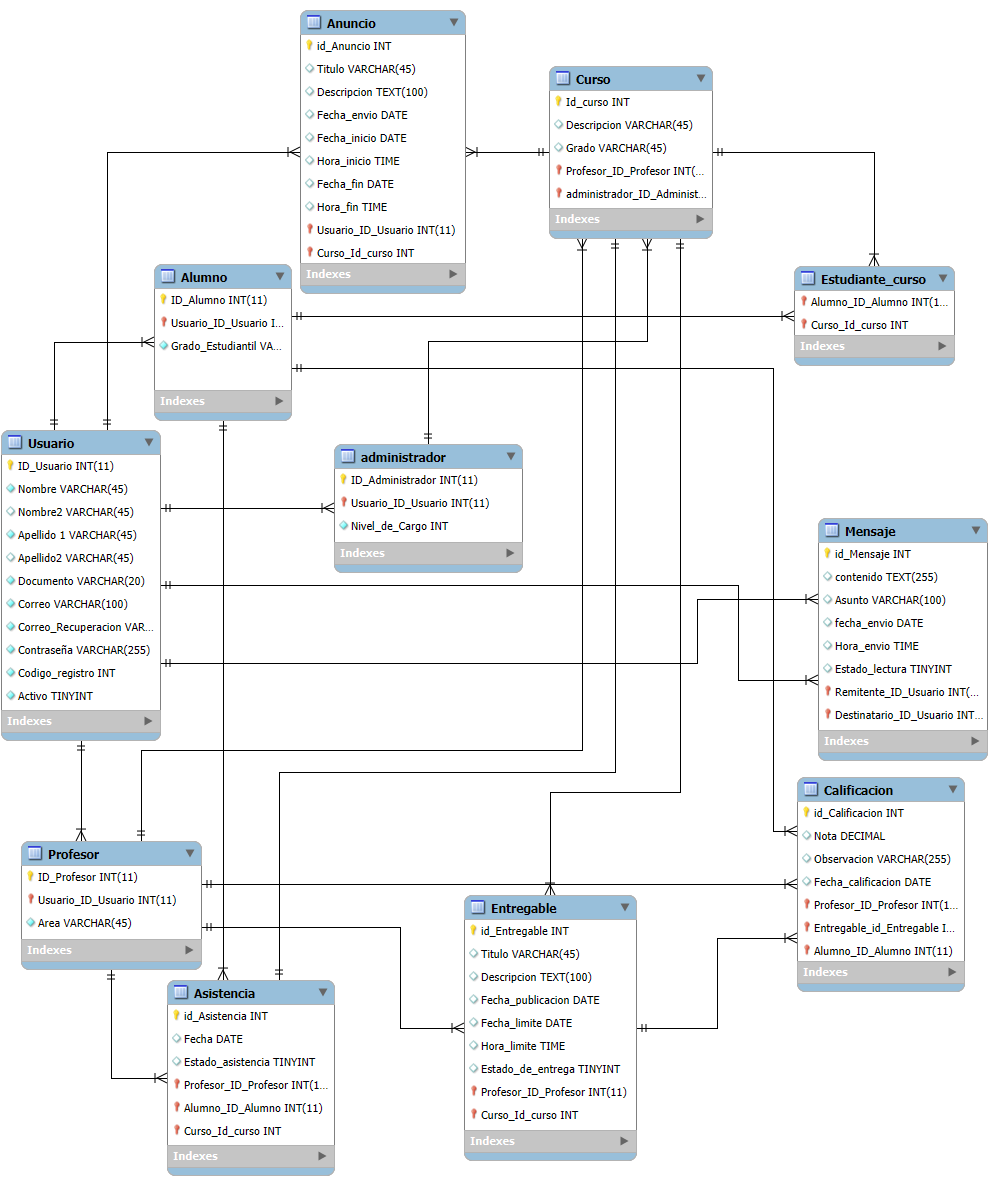 Anuncio
id_Anuncio INT
Titulo VARCHAR(45)
Descripcion TEXT(100)
Fecha_envio DATE
Fecha_inicio DATE
Hora_inicio TIME
Fecha_fin DATE
Hora_fin TIME
Usuario_ID_Usuario INT(11)
Curso_Id_curso INT
Indexes
Curso
Id_curso INT
Descripcion VARCHAR(45)
Grado VARCHAR(45)
Profesor_ID_Profesor INT(...
administrador_ID_Administ...
Indexes
Alumno
ID_Alumno INT(11)
Usuario_ID_Usuario I...
Grado_Estudiantil VA...
Indexes
Estudiante_curso
Alumno_ID_Alumno INT(1...
Curso_Id_curso INT
Indexes
Usuario
ID_Usuario INT(11)
Nombre VARCHAR(45)
Nombre2 VARCHAR(45)
Apellido 1 VARCHAR(45)
Apellido2 VARCHAR(45)
Documento VARCHAR(20)
Correo VARCHAR(100)
Correo_Recuperacion VAR...
Contraseña VARCHAR(255)
Codigo_registro INT
Activo TINYINT
Indexes
administrador
ID_Administrador INT(11)
Usuario_ID_Usuario INT(11)
Nivel_de_Cargo INT
Indexes
Mensaje
id_Mensaje INT
contenido TEXT(255)
Asunto VARCHAR(100)
fecha_envio DATE
Hora_envio TIME
Estado_lectura TINYINT
Remitente_ID_Usuario INT(...
Destinatario_ID_Usuario INT...
Indexes
Calificacion
id_Calificacion INT
Nota DECIMAL
Observacion VARCHAR(255)
Fecha_calificacion DATE
Profesor_ID_Profesor INT(1...
Entregable_id_Entregable I...
Alumno_ID_Alumno INT(11)
Indexes
Profesor
ID_Profesor INT(11)
Usuario_ID_Usuario INT(11)
Area VARCHAR(45)
Indexes
Entregable
id_Entregable INT
Titulo VARCHAR(45)
Descripcion TEXT(100)
Fecha_publicacion DATE
Fecha_limite DATE
Hora_limite TIME
Estado_de_entrega TINYINT
Profesor_ID_Profesor INT(11)
Curso_Id_curso INT
Indexes
Asistencia
id_Asistencia INT
Fecha DATE
Estado_asistencia TINYINT
Profesor_ID_Profesor INT(1...
Alumno_ID_Alumno INT(11)
Curso_Id_curso INT
Indexes